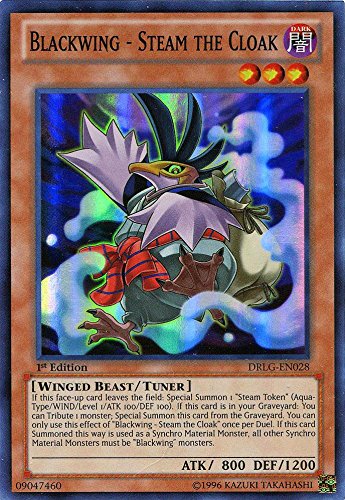 BLACKWING - STEAM THE CLOAK
DARK
闇
1st Edition
DRLG-EN028
[WINGED BEAST/TUNER]
If this face-up card leaves the field: Special Summon 1 "Steam Token" (Aqua-
Type/WIND/Level 1/ATK 100/DEF 100). If this card is in your Graveyard: You
can Tribute 1 monster; Special Summon this card from the Graveyard. You can
only use this effect of "Blackwing - Steam the Cloak" once per Duel. If this card
Summoned this way is used as a Synchro Material Monster, all other Synchro
Material Monsters must be "Blackwing" monsters.
ATK/ 800 DEF/1200
09047460
©1996 KAZUKI TAKAHASHI